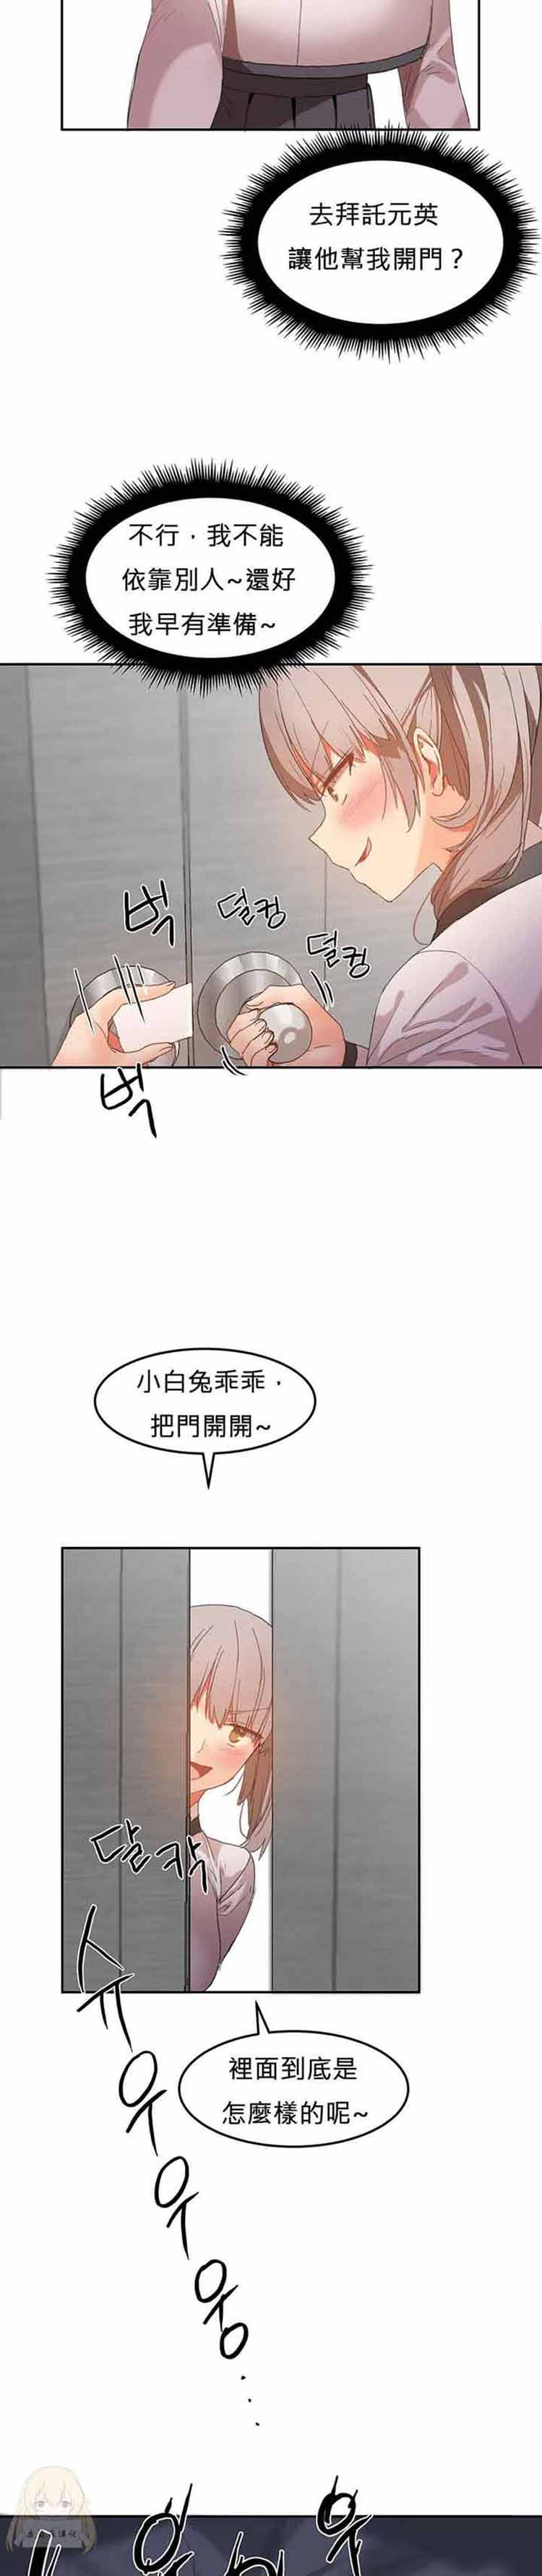 去拜託元英
讓他幫我開門？
不行，我不能
依靠別人~還好
我早有準備~
벅
덜컹
덜컹
벅
小白兔乖乖，
把門開開~
달칵
슈우우웅...
裡面到底是
怎麼樣的呢~